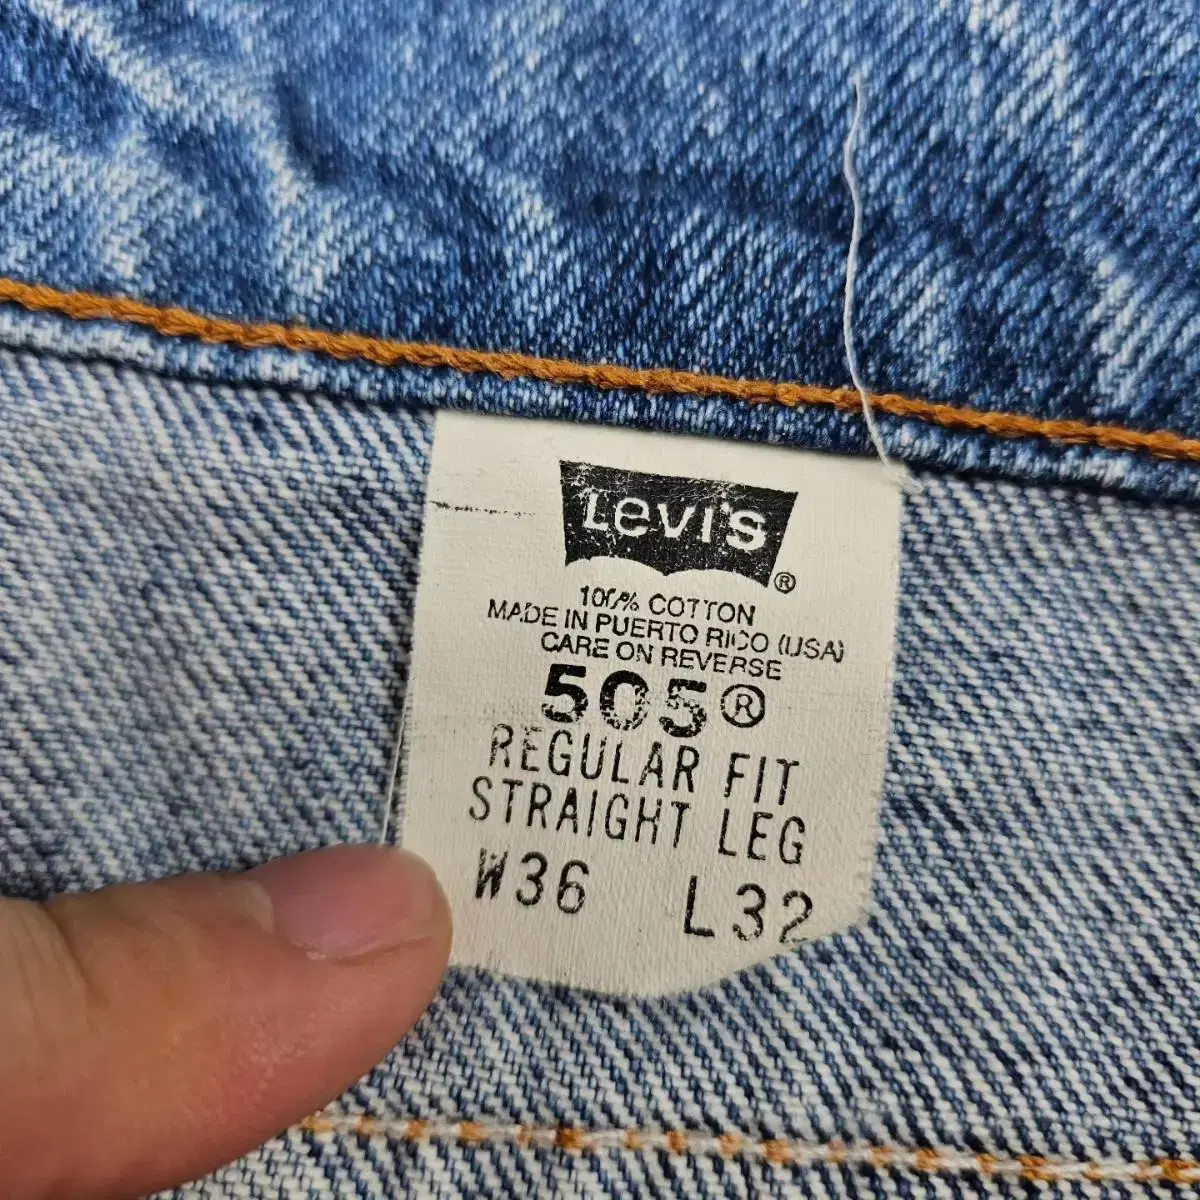 Levi's®
100% COTTON
MADE IN PUERTO RICO (USA)
CARE ON REVERSE
505®
REGULAR FIT
STRAIGHT LEG
W36 L32